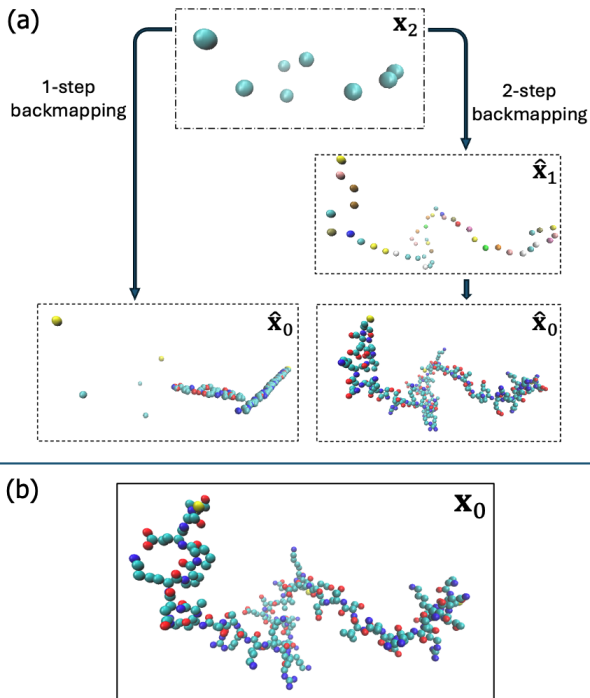 (a)
𝐱₂
1-step
backmapping
2-step
backmapping
𝐱̂₁
𝐱̂₀
𝐱̂₀
(b)
𝐱₀